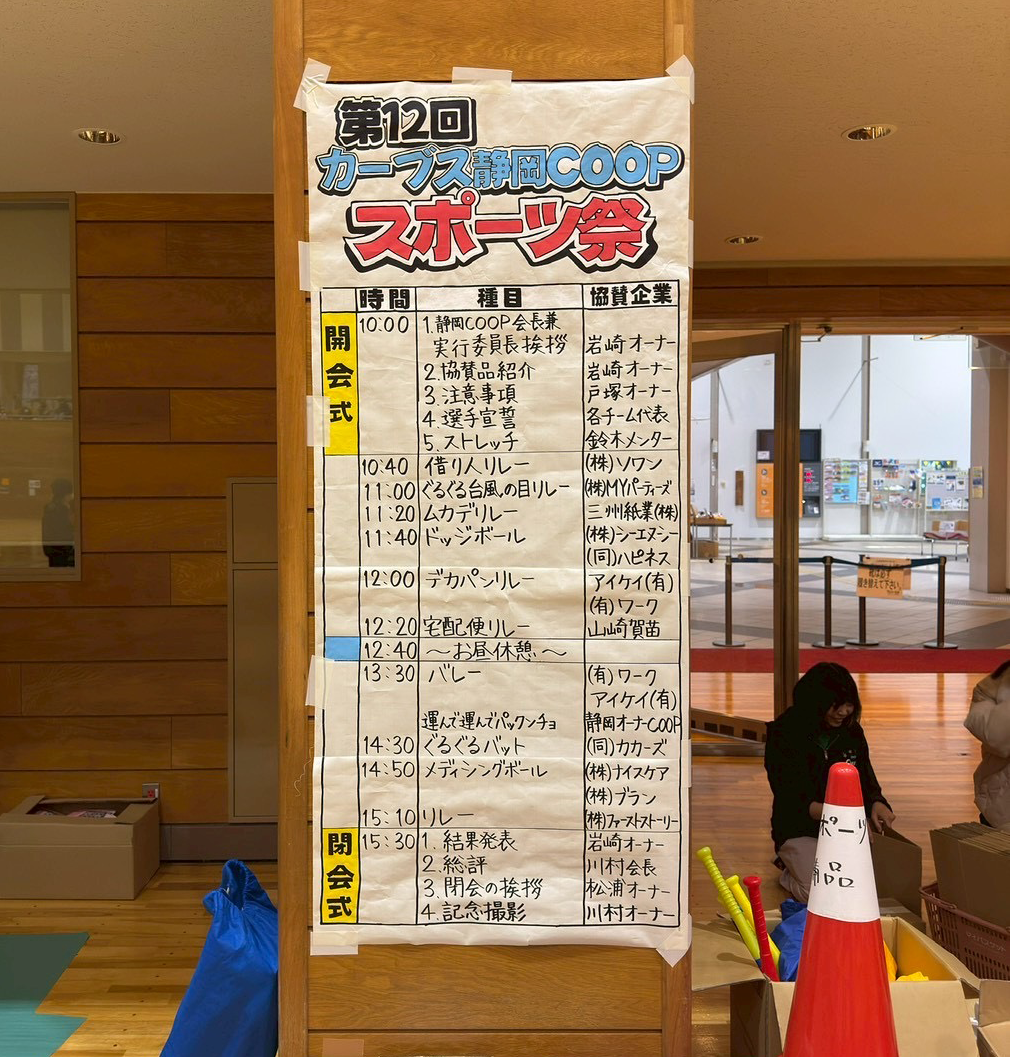 第12回
カーブス静岡COOP
スポーツ祭
時間 種目 協賛企業
開会式
10:00 1.静岡COOP会長兼
実行委員長挨拶 岩崎オーナー
2.協賛品紹介 岩崎オーナー
3.注意事項 戸塚オーナー
4.選手宣誓 各チーム代表
5.ストレッチ 鈴木メンター
10:40 借り人リレー (株)ソワン
11:00 ぐるぐる台風の目リレー (株)MYパーティーズ
11:20 ムカデリレー 三州紙業(株)
11:40 ドッジボール (株)シーエヌシー
(同)ハピネス
12:00 デカパンリレー アイケイ(有)
(有)ワーク
12:20 宅配便リレー 山崎賀苗
12:40 〜お昼休憩〜
13:30 バレー (有)ワーク
アイケイ(有)
運んで運んでパックンチョ 静岡オーナCOOP
14:30 ぐるぐるバット (同)カカーズ
14:50 メディシングボール (株)ナイスケア
(株)ブラン
15:10 リレー (株)ファーストストーリー
閉会式
15:30 1.結果発表 岩崎オーナー
2.総評 川村会長
3.閉会の挨拶 松浦オーナー
4.記念撮影 川村オーナー
靴は必ず
履き替えて下さい。
ポーツ
品